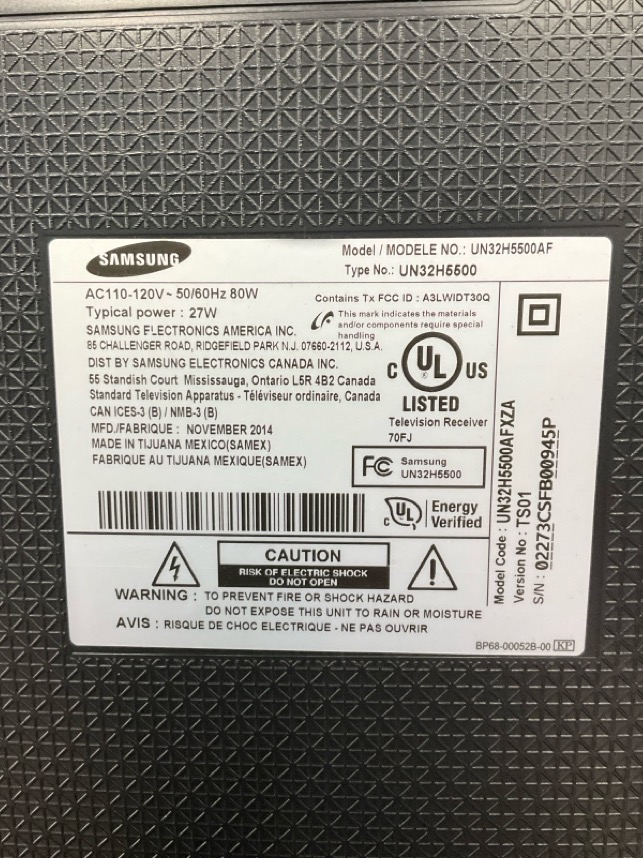 SAMSUNG
Model / MODELE NO.: UN32H5500AF
Type No.: UN32H5500
AC110-120V~ 50/60Hz 80W
Typical power : 27W
Contains Tx FCC ID : A3LWIDT30Q
This mark indicates the materials
and/or components require special
handling
SAMSUNG FLECTRONICS AMERICA INC.
85 CHALLENGER ROAD, RIDGEFIELD PARK N.J. 07660-2112, U.S.A.
DIST BY SAMSUNG ELECTRONICS CANADA INC.
55 Standish Court Mississauga, Ontario L5R 4B2 Canada
Standard Television Apparatus - Téléviseur ordinaire, Canada
CAN ICES-3 (B) / NMB-3 (B)
MFD/FABRIQUE : NOVEMBER 2014
MADE IN TIJUANA MEXICO(SAMEX)
FABRIQUE AU TIJUANA MEXIQUE(SAMEX)
C UL US
LISTED
Television Receiver
70FJ
FC Samsung
UN32H5500
C UL Energy
Verified
CAUTION
RISK OF ELECTRIC SHOCK
DO NOT OPEN
WARNING : TO PREVENT FIRE OR SHOCK HAZARD
DO NOT EXPOSE THIS UNIT TO RAIN OR MOISTURE
AVIS : RISQUE DE CHOC ELECTRIQUE - NE PAS OUVRIR
BP68-00052B-00 KP
Model Code : UN32H5500AFXZA
Version No : TS01
S/N : 02273CSFB00945P